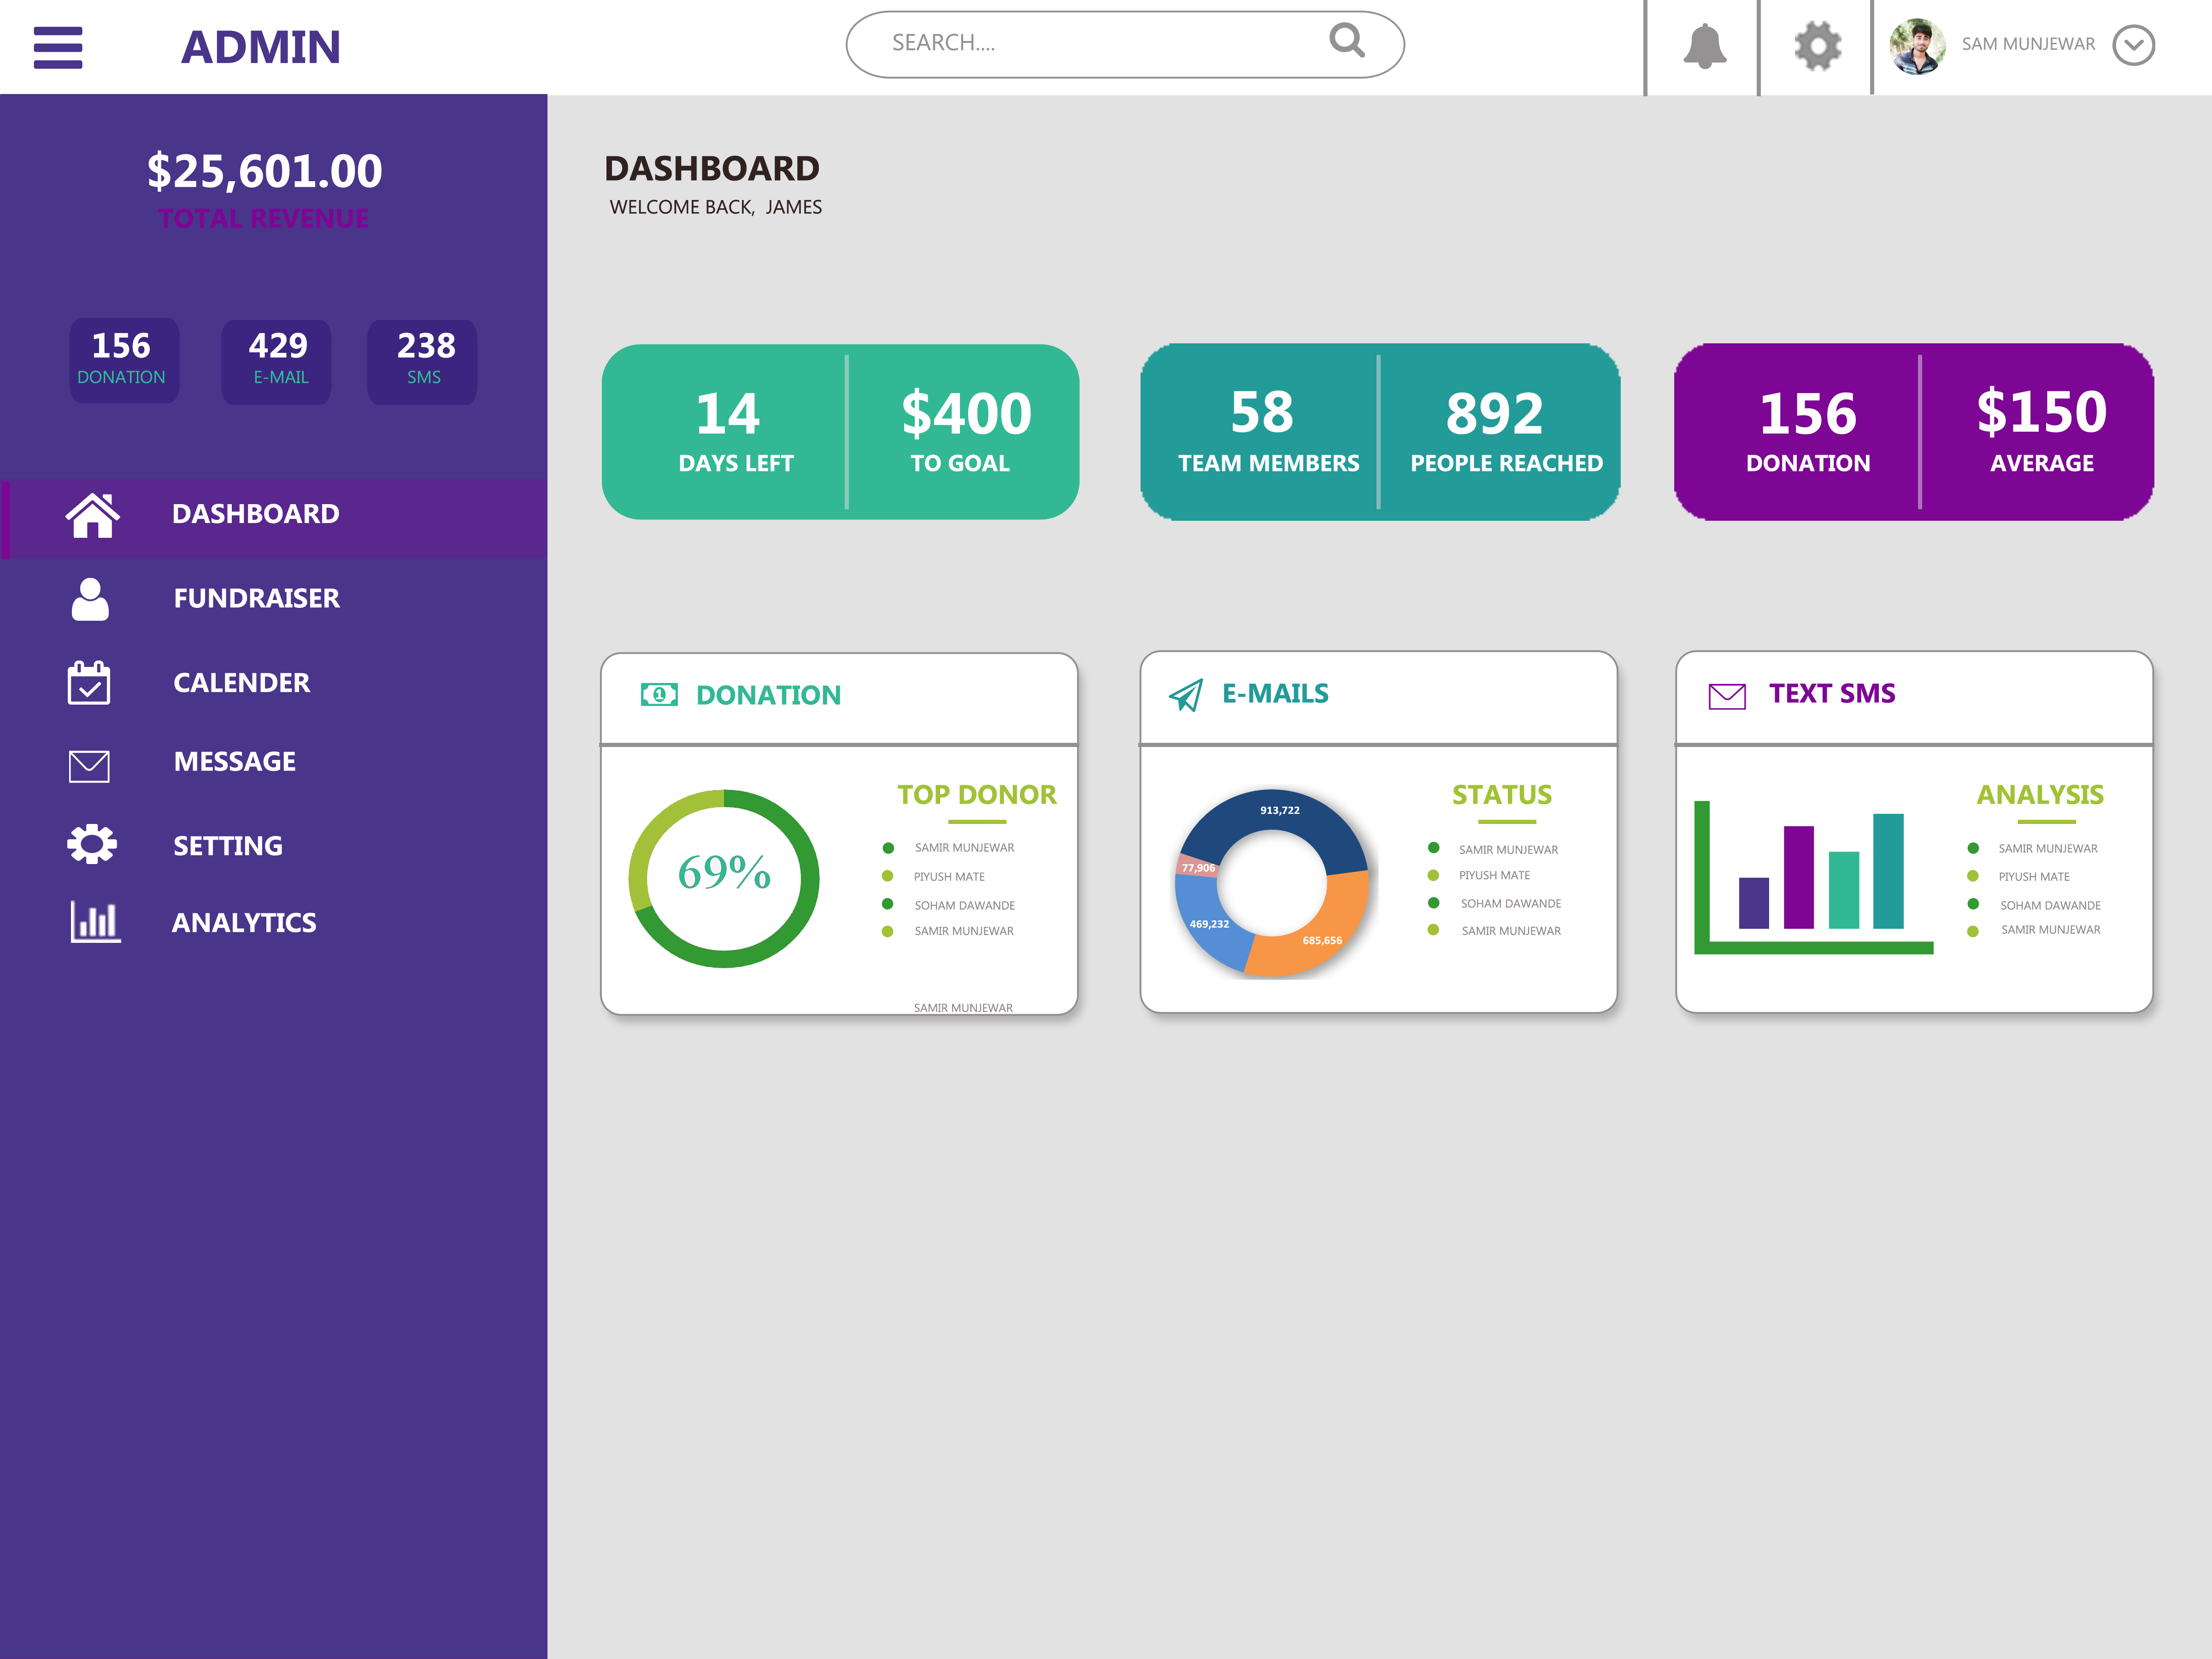 ADMIN
SEARCH....
SAM MUNJEWAR
$25,601.00
TOTAL REVENUE
156
DONATION
429
E-MAIL
238
SMS
DASHBOARD
FUNDRAISER
CALENDER
MESSAGE
SETTING
ANALYTICS
DASHBOARD
WELCOME BACK, JAMES
14
DAYS LEFT
$400
TO GOAL
58
TEAM MEMBERS
892
PEOPLE REACHED
156
DONATION
$150
AVERAGE
DONATION
69%
TOP DONOR
SAMIR MUNJEWAR
PIYUSH MATE
SOHAM DAWANDE
SAMIR MUNJEWAR
SAMIR MUNJEWAR
E-MAILS
913,722
77,906
469,232
685,656
STATUS
SAMIR MUNJEWAR
PIYUSH MATE
SOHAM DAWANDE
SAMIR MUNJEWAR
TEXT SMS
ANALYSIS
SAMIR MUNJEWAR
PIYUSH MATE
SOHAM DAWANDE
SAMIR MUNJEWAR